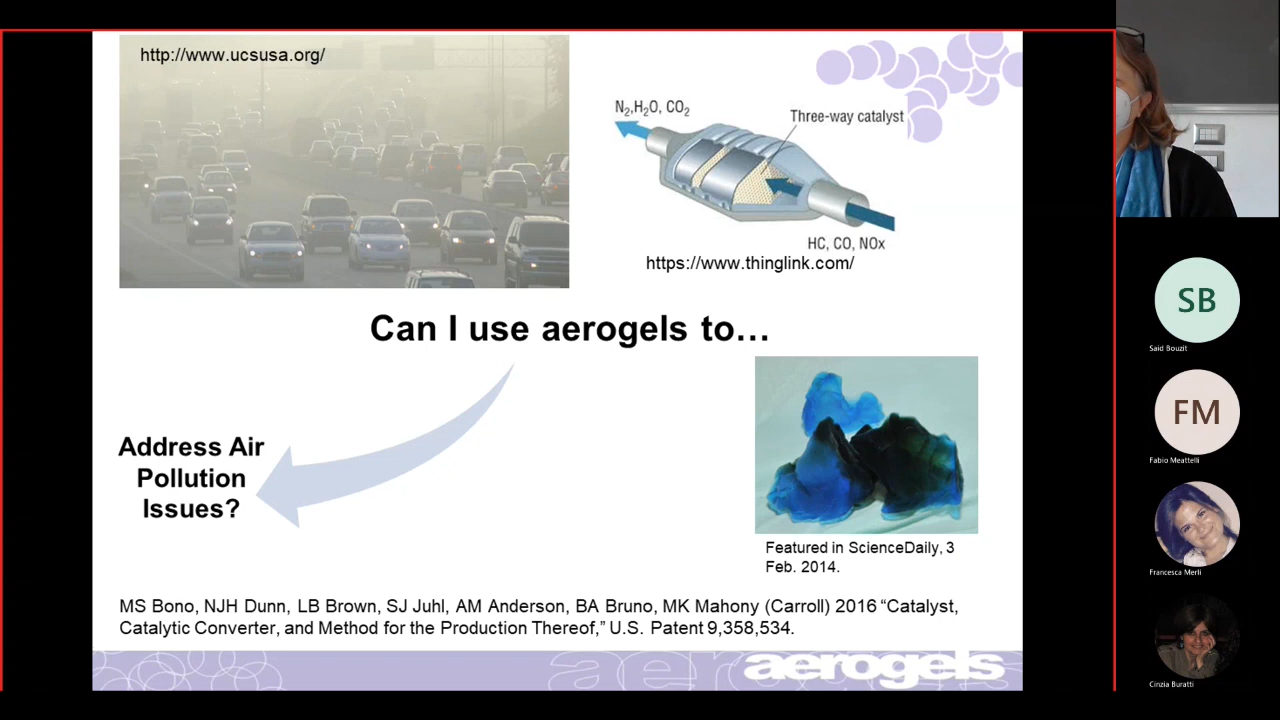 http://www.ucsusa.org/
N₂,H₂O, CO₂
Three-way catalyst
HC, CO, NOx
https://www.thinglink.com/
Can I use aerogels to…
Address Air
Pollution
Issues?
Featured in ScienceDaily, 3
Feb. 2014.
MS Bono, NJH Dunn, LB Brown, SJ Juhl, AM Anderson, BA Bruno, MK Mahony (Carroll) 2016 “Catalyst,
Catalytic Converter, and Method for the Production Thereof,” U.S. Patent 9,358,534.
aerogels
SB
Said Bouzit
FM
Fabio Meattelli
Francesca Merli
Cinzia Buratti